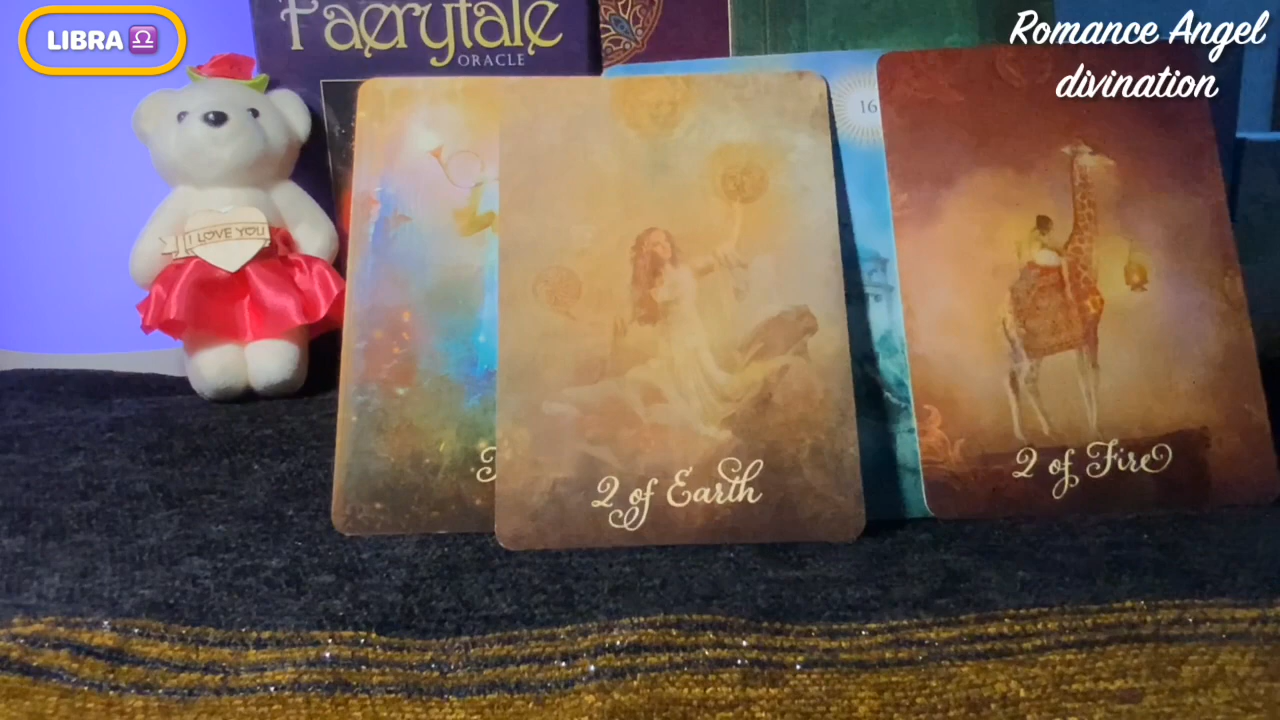 LIBRA ♎
Faerytale
ORACLE
Romance Angel
divination
16
I LOVE YOU
2 of Earth
2 of Fire